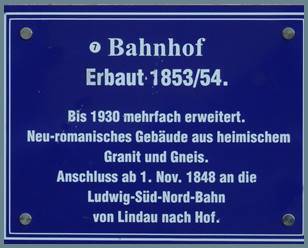 7 Bahnhof
Erbaut 1853/54.
Bis 1930 mehrfach erweitert.
Neu-romanisches Gebäude aus heimischem
Granit und Gneis.
Anschluss ab 1. Nov. 1848 an die
Ludwig-Süd-Nord-Bahn
von Lindau nach Hof.